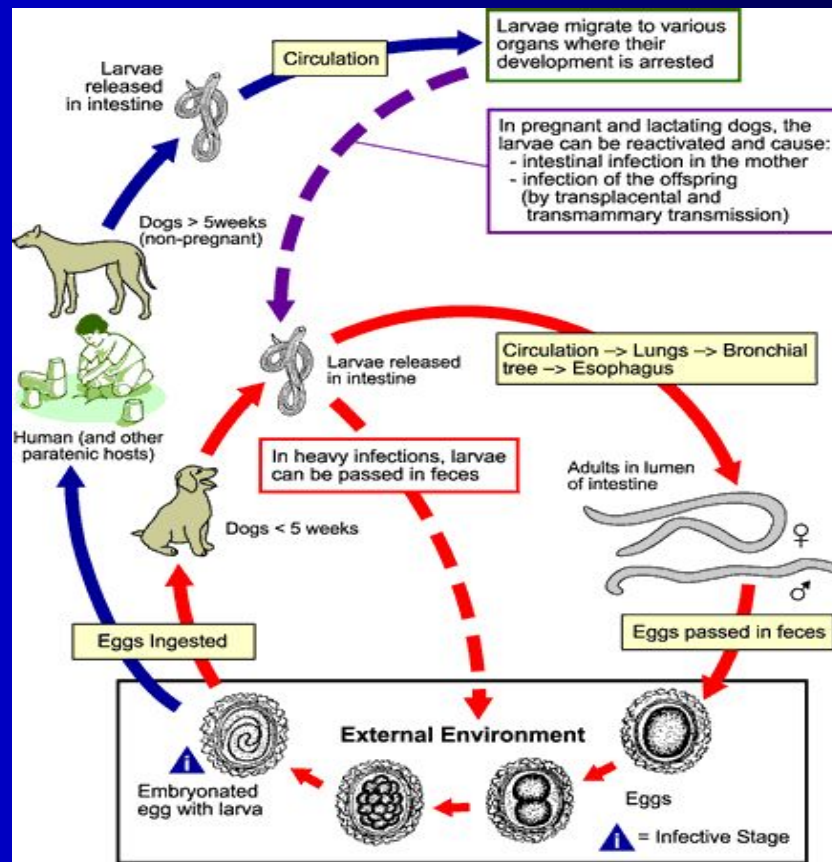 Larvae migrate to various
organs where their
development is arrested
Circulation
Larvae
released
in intestine
In pregnant and lactating dogs, the
larvae can be reactivated and cause:
- intestinal infection in the mother
- infection of the offspring
(by transplacental and
transmammary transmission)
Dogs > 5weeks
(non-pregnant)
Larvae released
in intestine
Circulation –> Lungs –> Bronchial
tree –> Esophagus
Human (and other
paratenic hosts)
In heavy infections, larvae
can be passed in feces
Adults in lumen
of intestine
♀
♂
Dogs < 5 weeks
Eggs Ingested
Eggs passed in feces
External Environment
i
Embryonated
egg with larva
Eggs
i = Infective Stage